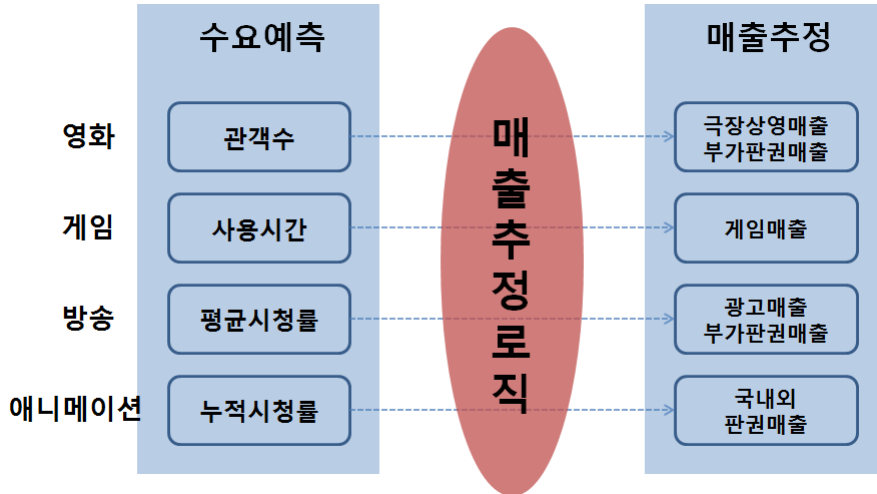 수요예측
매출추정
영화
관객수
극장상영매출
부가판권매출
게임
사용시간
게임매출
방송
평균시청률
광고매출
부가판권매출
애니메이션
누적시청률
국내외
판권매출
매출추정로직